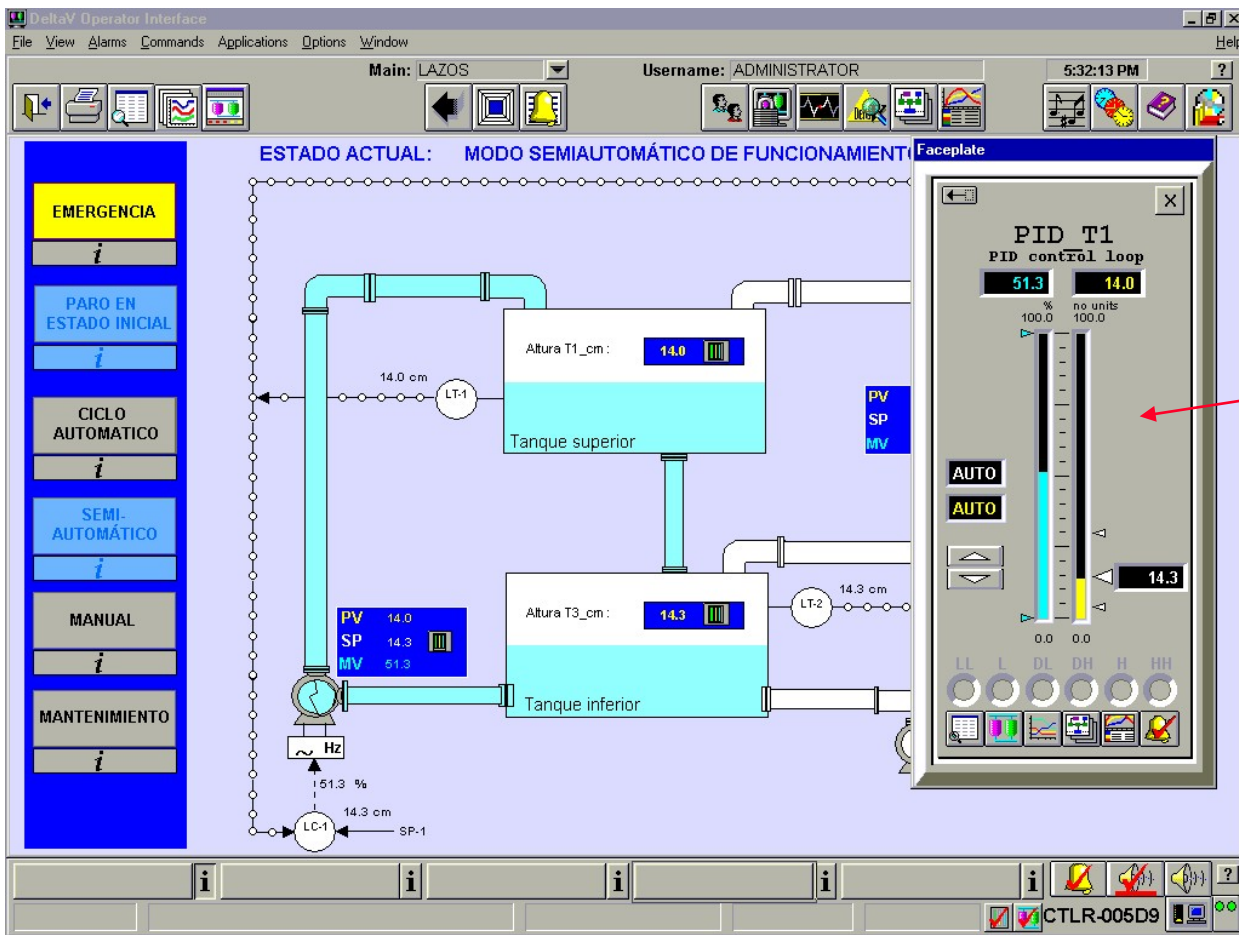 DeltaV Operator Interface
File View Alarms Commands Applications Options Window Help
Main: LAZOS Username: ADMINISTRATOR 5:32:13 PM ?
ESTADO ACTUAL: MODO SEMIAUTOMÁTICO DE FUNCIONAMIENT
EMERGENCIA
i
PARO EN
ESTADO INICIAL
i
CICLO
AUTOMATICO
i
SEMI-
AUTOMÁTICO
i
MANUAL
i
MANTENIMIENTO
i
Altura T1_cm : 14.0
14.0 cm
LT-1
Tanque superior
PV
SP
MV
Altura T3_cm : 14.3
14.3 cm
LT-2
PV 14.0
SP 14.3
MV 51.3
Tanque inferior
Hz
51.3 %
14.3 cm
LC-1
SP-1
Faceplate
X
PID_T1
PID control loop
51.3 14.0
% no units
100.0 100.0
AUTO
AUTO
14.3
0.0 0.0
LL L DL DH H HH
i i i i i ?
CTLR-005D9